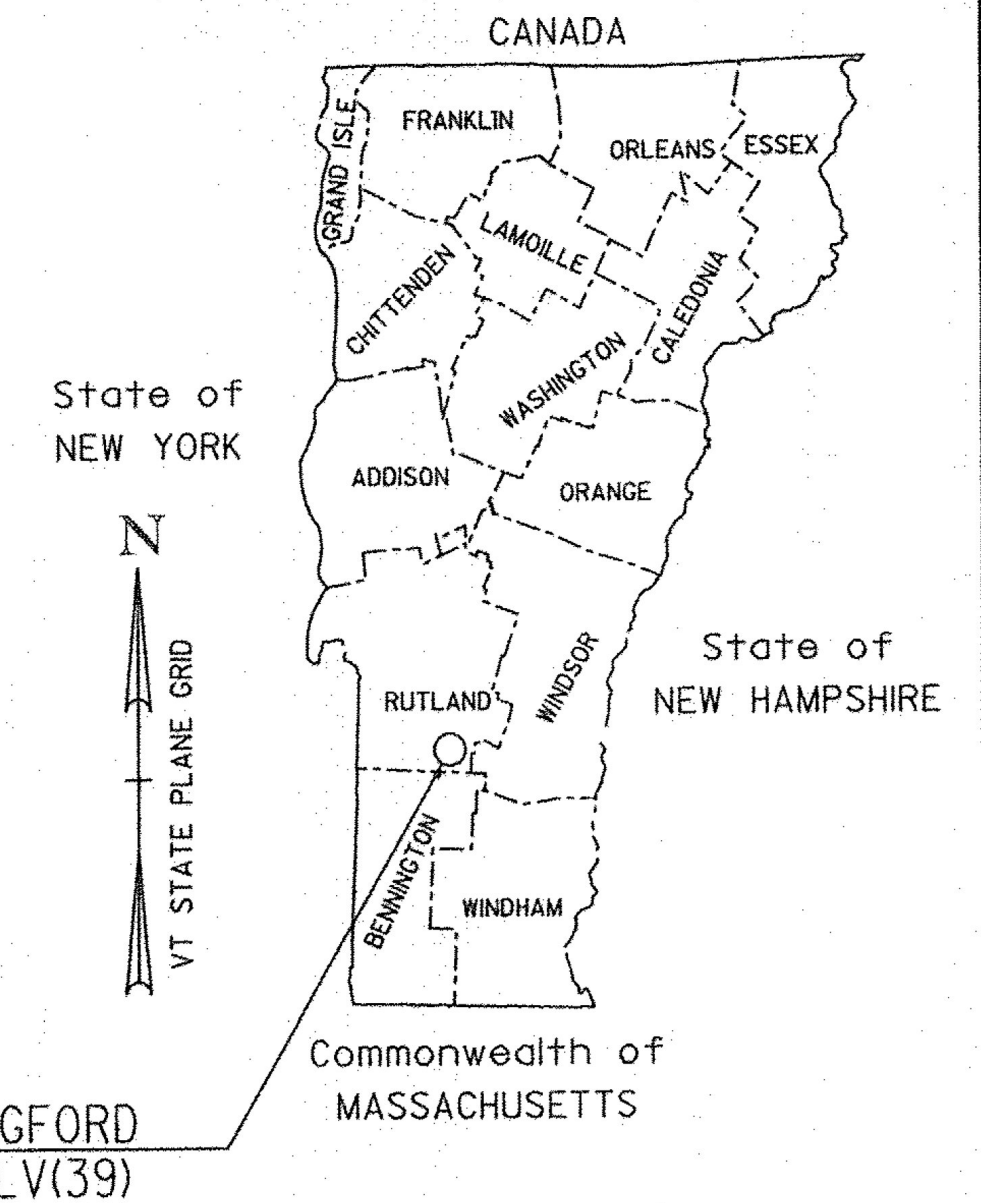 CANADA
GRAND ISLE
FRANKLIN
ORLEANS
ESSEX
LAMOILLE
CHITTENDEN
CALEDONIA
WASHINGTON
State of
NEW YORK
ADDISON
ORANGE
N
VT STATE PLANE GRID
RUTLAND
WINDSOR
State of
NEW HAMPSHIRE
BENNINGTON
WINDHAM
Commonwealth of
MASSACHUSETTS
GFORD
LV(39)